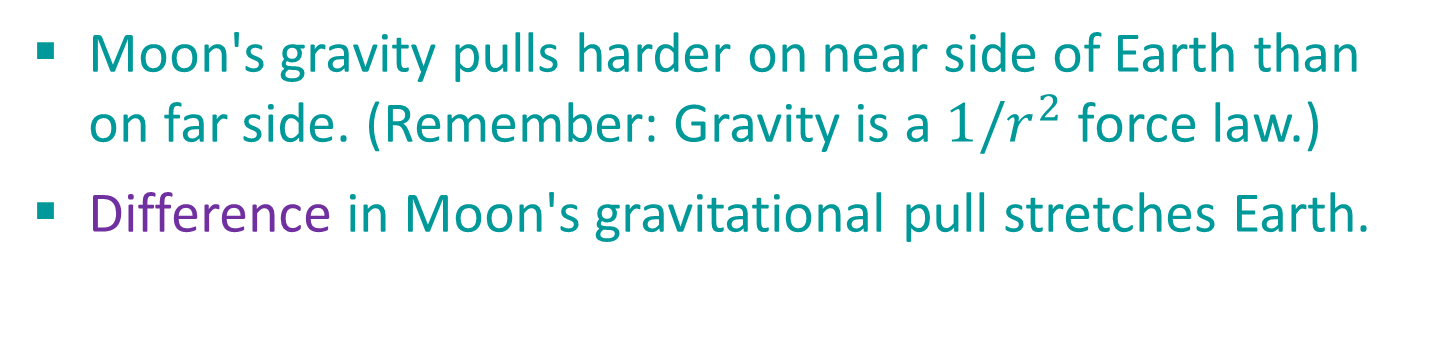 ▪ Moon's gravity pulls harder on near side of Earth than
on far side. (Remember: Gravity is a 1/r² force law.)
▪ Difference in Moon's gravitational pull stretches Earth.